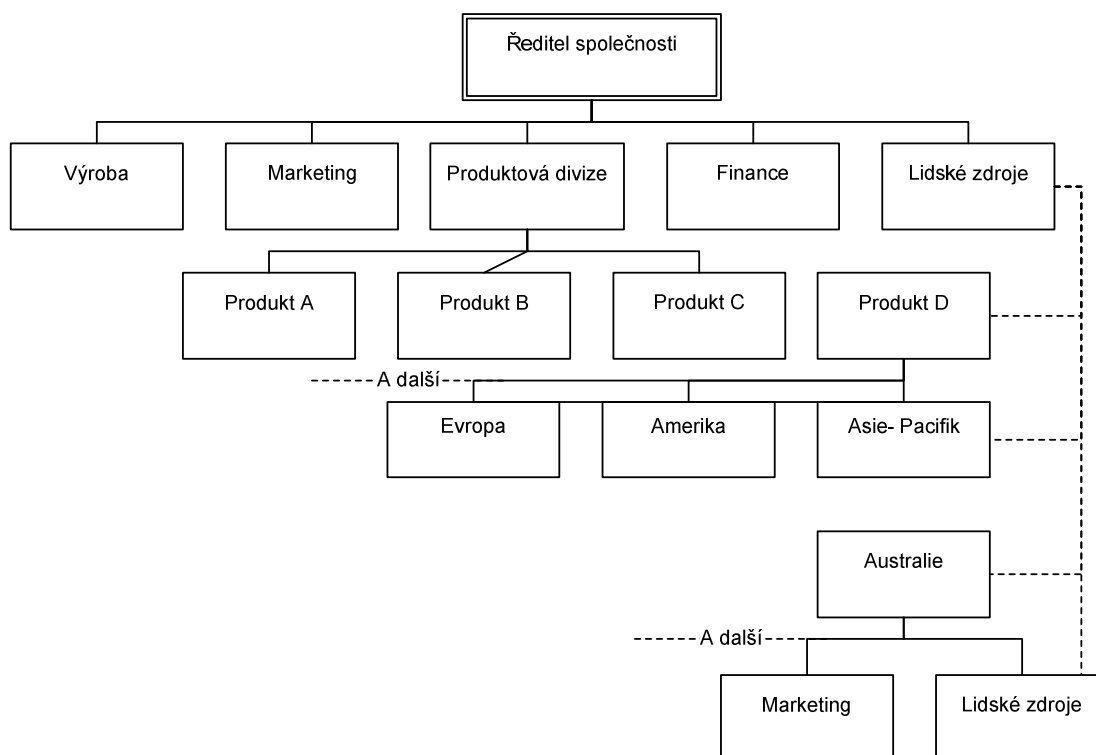 Ředitel společnosti
Výroba
Marketing
Produktová divize
Finance
Lidské zdroje
Produkt A
Produkt B
Produkt C
Produkt D
A další
Evropa
Amerika
Asie- Pacifik
Australie
A další
Marketing
Lidské zdroje